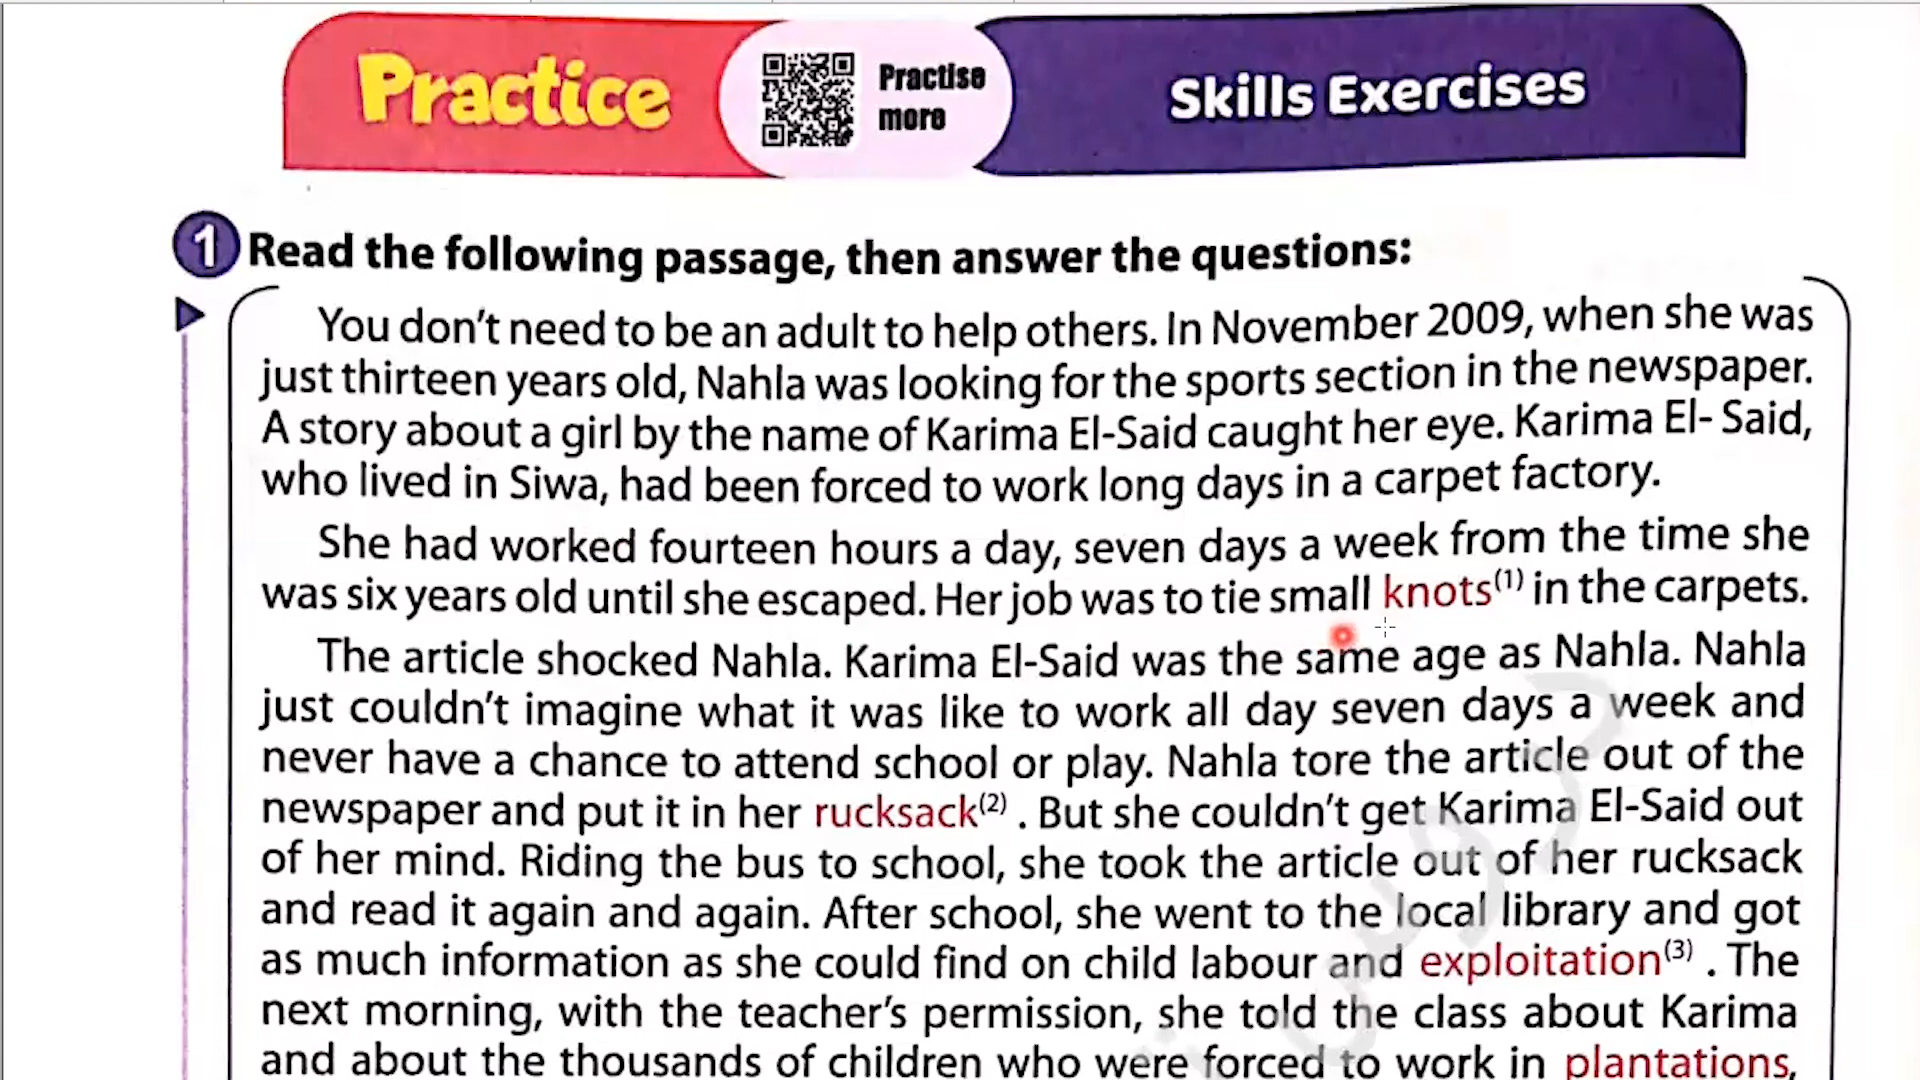 Practice
Practise
more
Skills Exercises
1 Read the following passage, then answer the questions:
You don't need to be an adult to help others. In November 2009, when she was
just thirteen years old, Nahla was looking for the sports section in the newspaper.
A story about a girl by the name of Karima El-Said caught her eye. Karima El- Said,
who lived in Siwa, had been forced to work long days in a carpet factory.
She had worked fourteen hours a day, seven days a week from the time she
was six years old until she escaped. Her job was to tie small knots(1) in the carpets.
The article shocked Nahla. Karima El-Said was the same age as Nahla. Nahla
just couldn't imagine what it was like to work all day seven days a week and
never have a chance to attend school or play. Nahla tore the article out of the
newspaper and put it in her rucksack(2) . But she couldn't get Karima El-Said out
of her mind. Riding the bus to school, she took the article out of her rucksack
and read it again and again. After school, she went to the local library and got
as much information as she could find on child labour and exploitation(3) . The
next morning, with the teacher's permission, she told the class about Karima
and about the thousands of children who were forced to work in plantations,